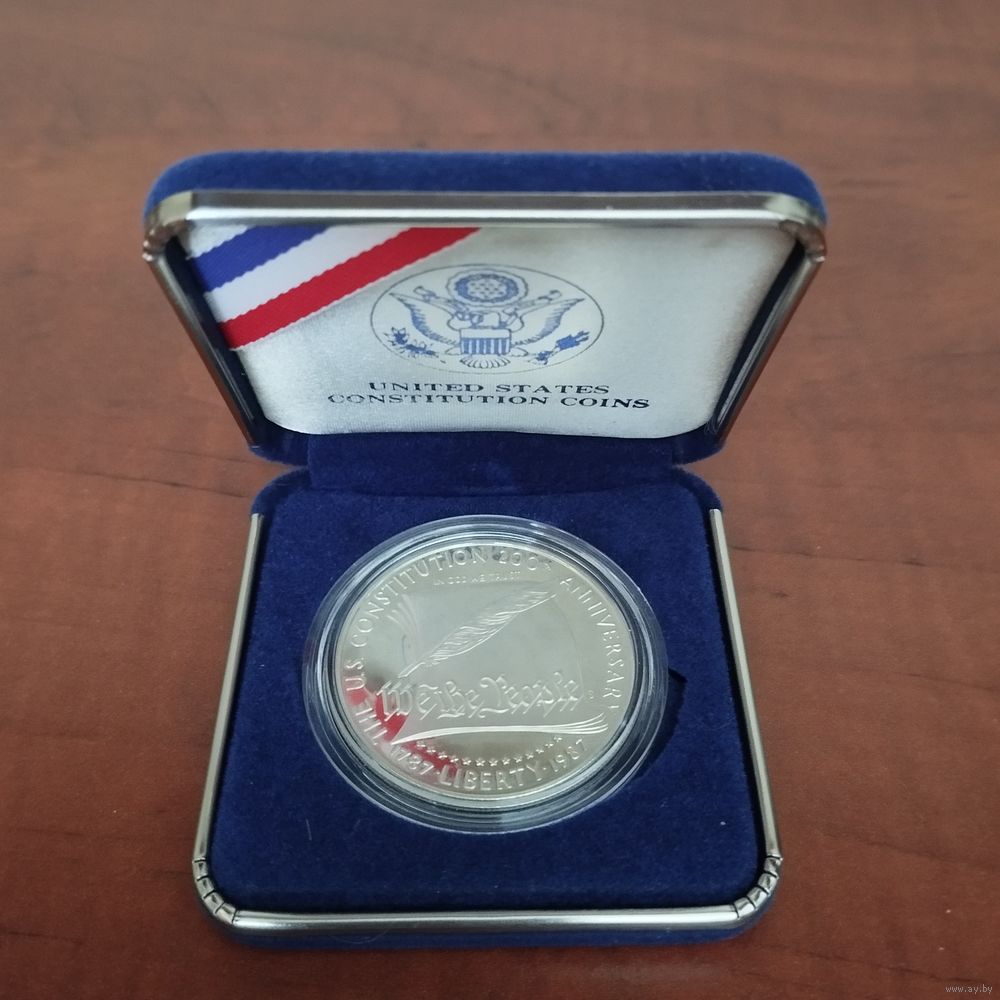 UNITED STATES
CONSTITUTION COINS
THE U.S. CONSTITUTION 200TH ANNIVERSARY
IN GOD WE TRUST
We the People
S
1787·LIBERTY·1987
www.ay.by